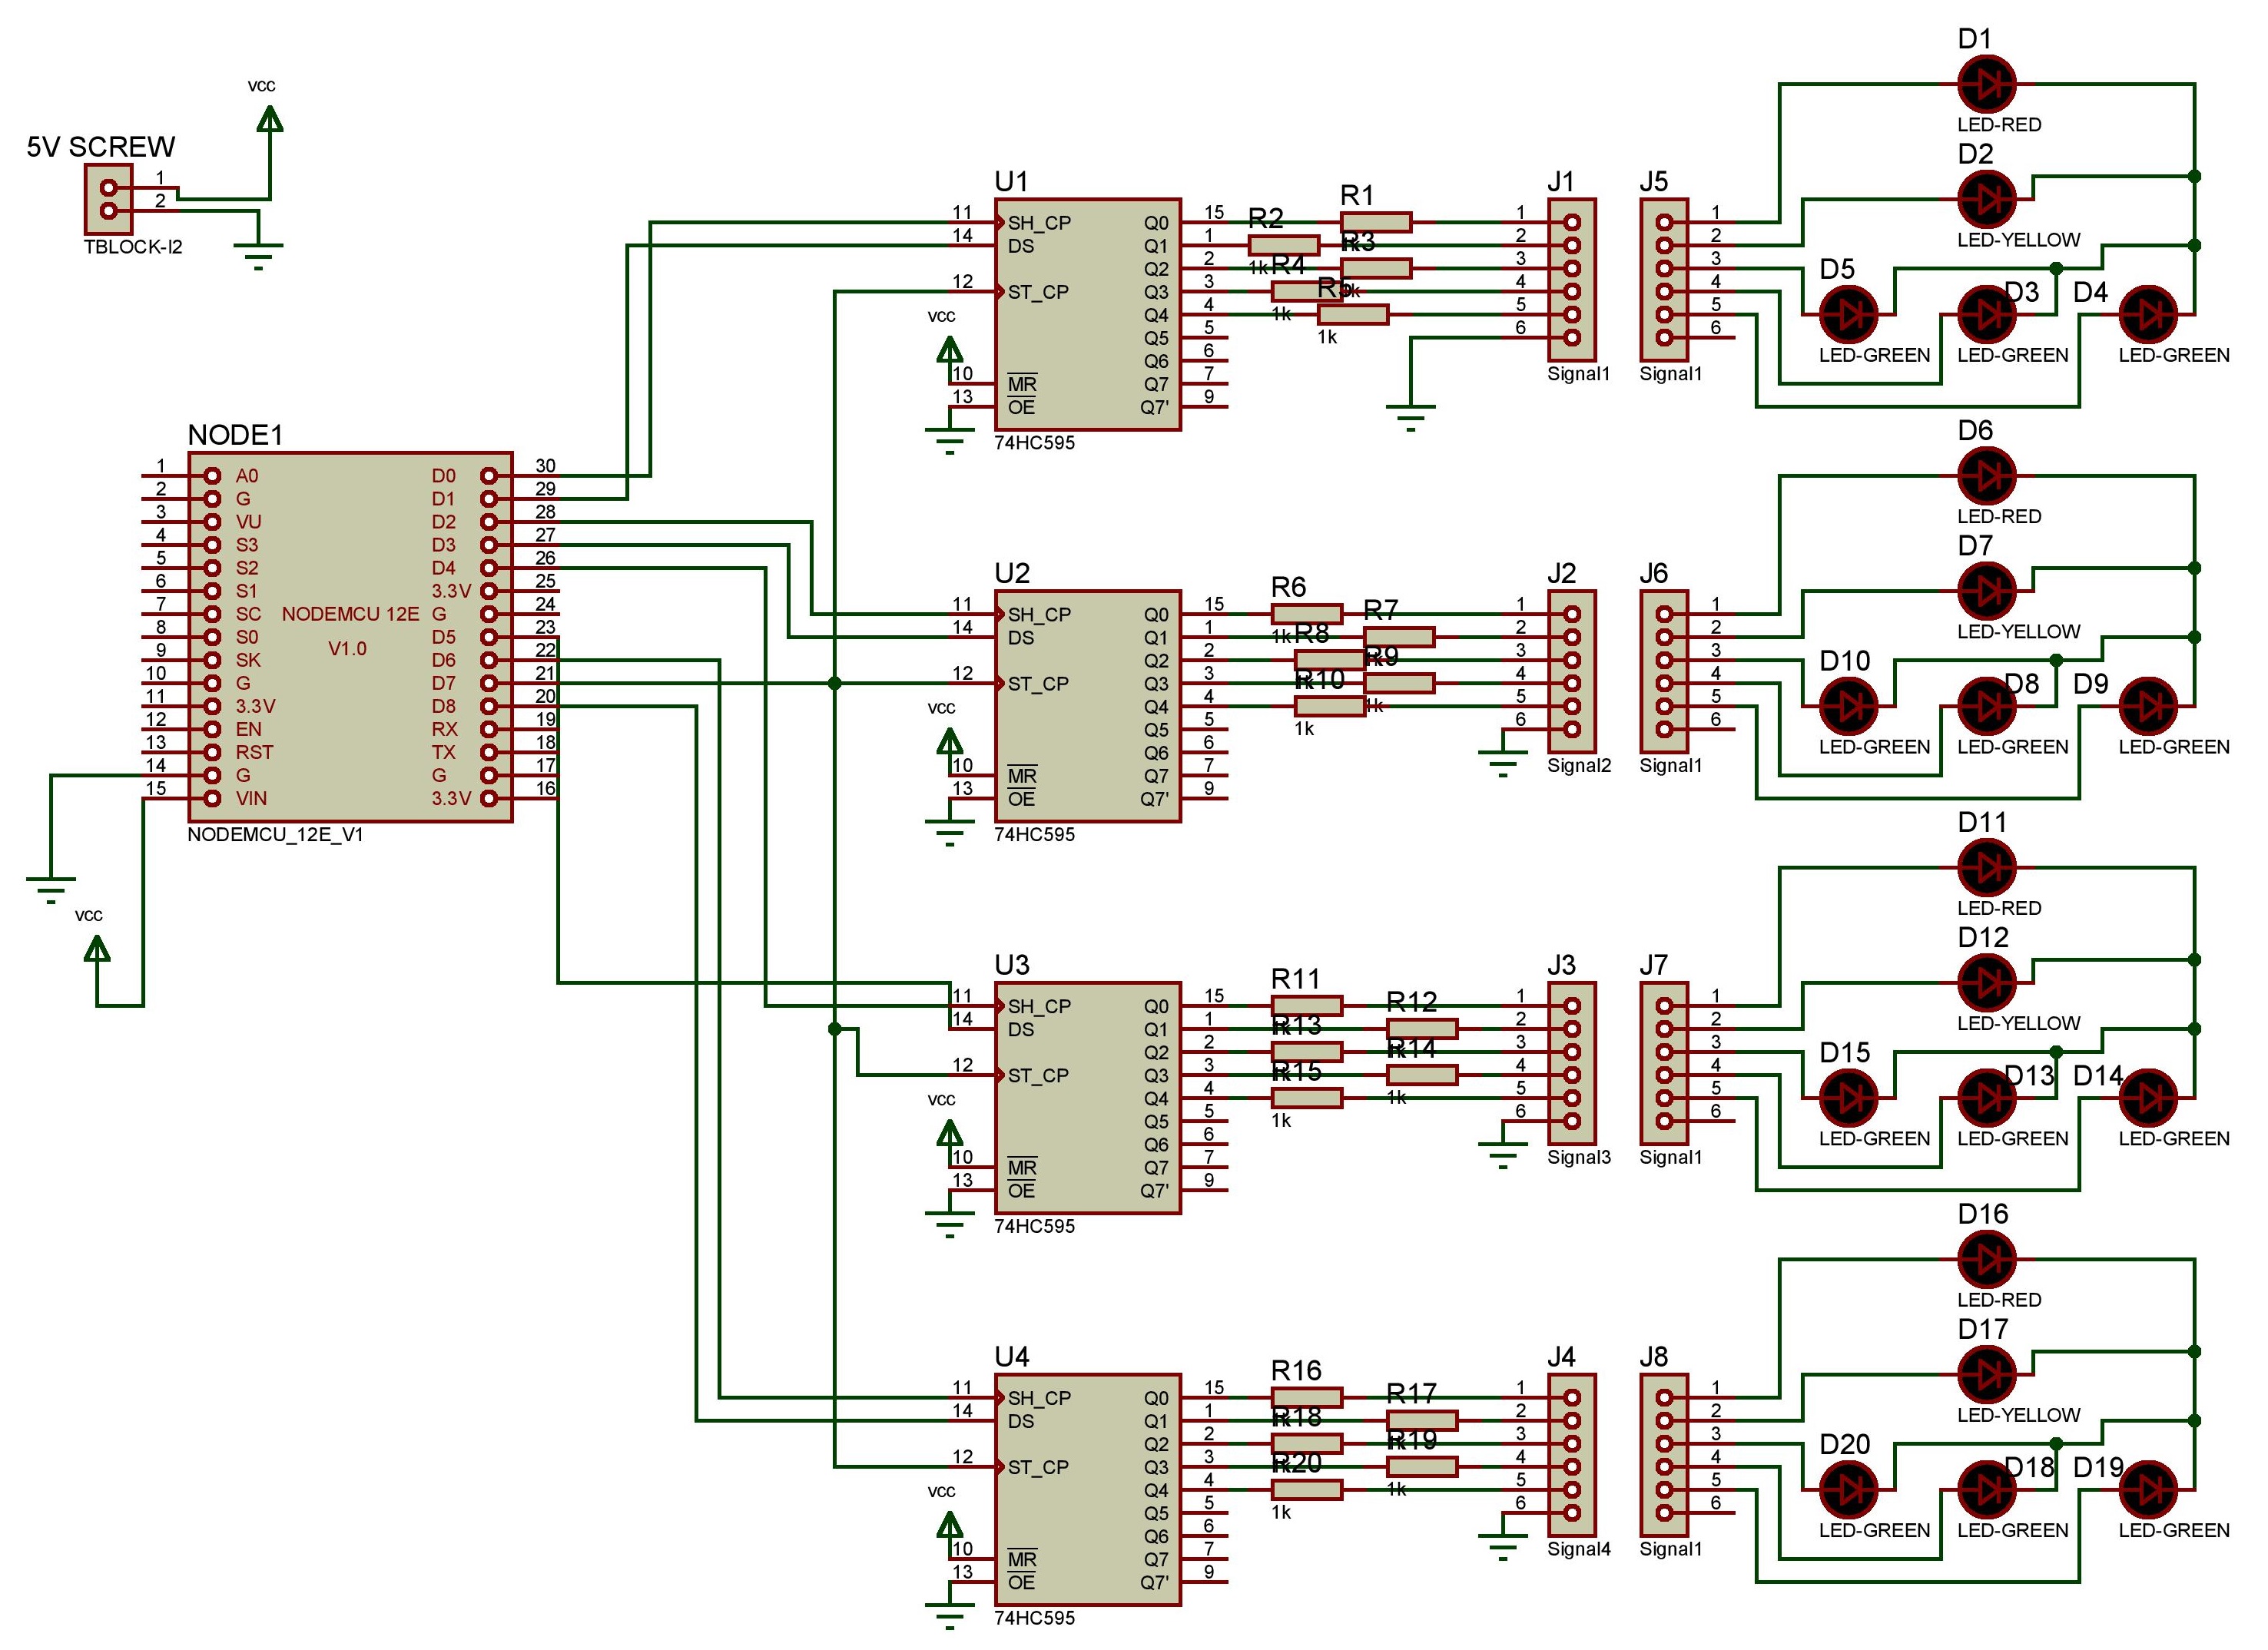 vcc
5V SCREW
1
2
TBLOCK-I2
NODE1
1 A0 D0 30
2 G D1 29
3 VU D2 28
4 S3 D3 27
5 S2 D4 26
6 S1 3.3V 25
7 SC NODEMCU 12E G 24
8 S0 V1.0 D5 23
9 SK D6 22
10 G D7 21
11 3.3V D8 20
12 EN RX 19
13 RST TX 18
14 G G 17
15 VIN 3.3V 16
NODEMCU_12E_V1
vcc
U1
11 SH_CP Q0 15
14 DS Q1 1
Q2 2
12 ST_CP Q3 3
vcc
Q4 4
Q5 5
Q6 6
10 MR Q7 7
13 OE Q7' 9
74HC595
R1
R2
1k R3
1k R4
R5 1k
1k
1k
J1
1
2
3
4
5
6
Signal1
J5
1
2
3
4
5
6
Signal1
D1
LED-RED
D2
LED-YELLOW
D5 D3 D4
LED-GREEN LED-GREEN LED-GREEN
U2
11 SH_CP Q0 15
14 DS Q1 1
Q2 2
12 ST_CP Q3 3
vcc
Q4 4
Q5 5
Q6 6
10 MR Q7 7
13 OE Q7' 9
74HC595
R6
R7
1k R8
1k R9
1k R10
1k
1k
J2
1
2
3
4
5
6
Signal2
J6
1
2
3
4
5
6
Signal1
D6
LED-RED
D7
LED-YELLOW
D10 D8 D9
LED-GREEN LED-GREEN LED-GREEN
U3
11 SH_CP Q0 15
14 DS Q1 1
Q2 2
12 ST_CP Q3 3
vcc
Q4 4
Q5 5
Q6 6
10 MR Q7 7
13 OE Q7' 9
74HC595
R11
R12
1k R13
1k R14
1k R15
1k
1k
J3
1
2
3
4
5
6
Signal3
J7
1
2
3
4
5
6
Signal1
D11
LED-RED
D12
LED-YELLOW
D15 D13 D14
LED-GREEN LED-GREEN LED-GREEN
U4
11 SH_CP Q0 15
14 DS Q1 1
Q2 2
12 ST_CP Q3 3
vcc
Q4 4
Q5 5
Q6 6
10 MR Q7 7
13 OE Q7' 9
74HC595
R16
R17
1k R18
1k R19
1k R20
1k
1k
J4
1
2
3
4
5
6
Signal4
J8
1
2
3
4
5
6
Signal1
D16
LED-RED
D17
LED-YELLOW
D20 D18 D19
LED-GREEN LED-GREEN LED-GREEN